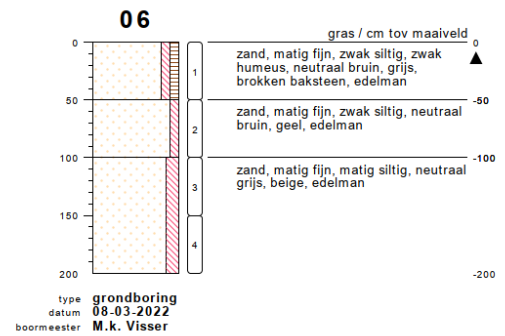 06
gras / cm tov maaiveld
0
0
zand, matig fijn, zwak siltig, zwak
humeus, neutraal bruin, grijs,
brokken baksteen, edelman
1
50
-50
zand, matig fijn, zwak siltig, neutraal
bruin, geel, edelman
2
100
-100
zand, matig fijn, matig siltig, neutraal
grijs, beige, edelman
3
150
4
200
-200
type grondboring
datum 08-03-2022
boormeester M.k. Visser